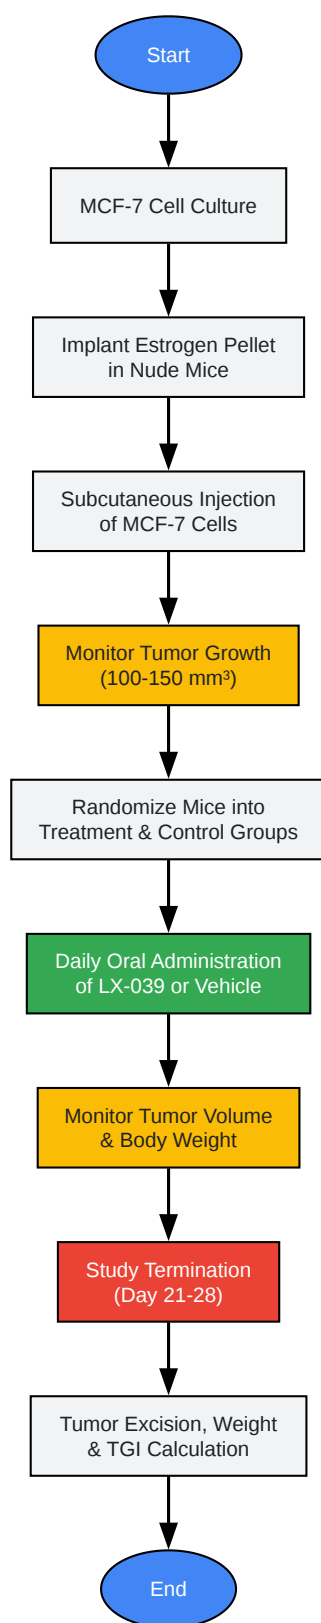 Start
MCF-7 Cell Culture
Implant Estrogen Pellet
in Nude Mice
Subcutaneous Injection
of MCF-7 Cells
Monitor Tumor Growth
(100-150 mm³)
Randomize Mice into
Treatment & Control Groups
Daily Oral Administration
of LX-039 or Vehicle
Monitor Tumor Volume
& Body Weight
Study Termination
(Day 21-28)
Tumor Excision, Weight
& TGI Calculation
End